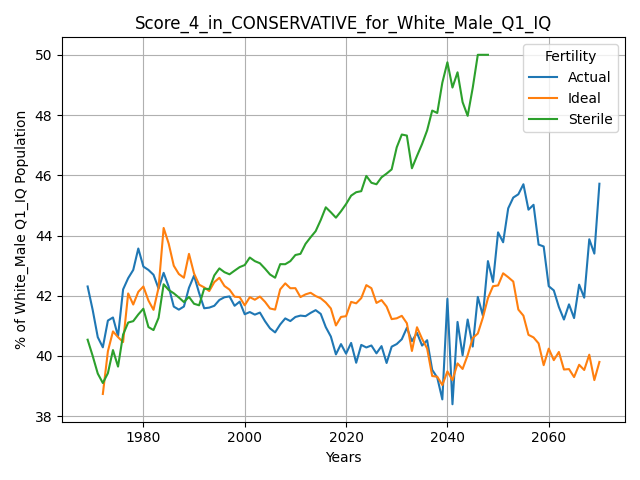 Score_4_in_CONSERVATIVE_for_White_Male_Q1_IQ
% of White_Male Q1_IQ Population
50
48
46
44
42
40
38
Fertility
Actual
Ideal
Sterile
1980
2000
2020
2040
2060
Years